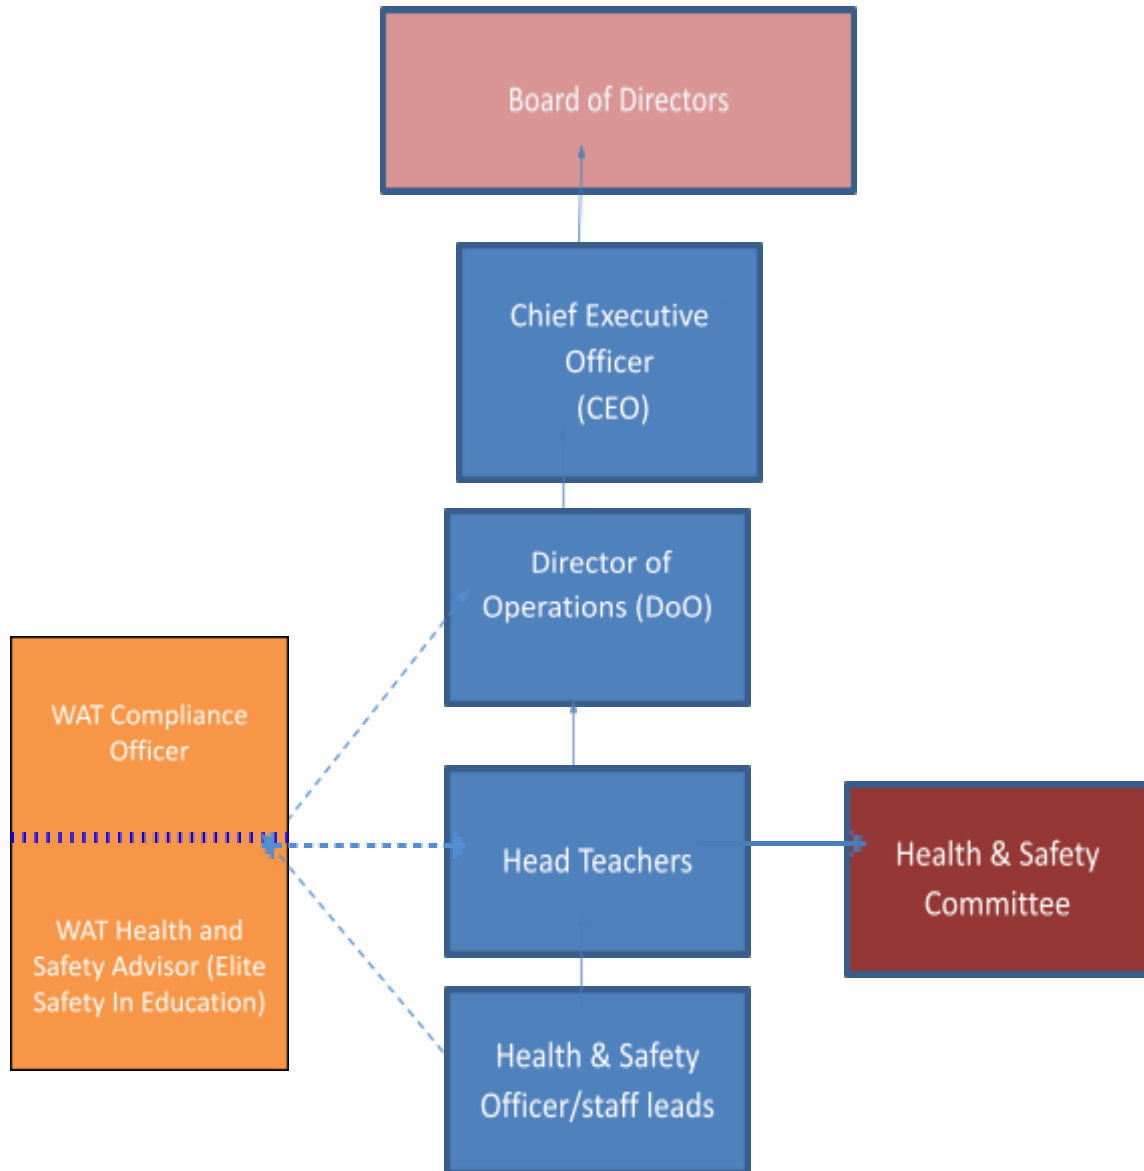 Board of Directors
Chief Executive
Officer
(CEO)
Director of
Operations (DoO)
WAT Compliance
Officer
Head Teachers
Health & Safety
Committee
WAT Health and
Safety Advisor (Elite
Safety In Education)
Health & Safety
Officer/staff leads